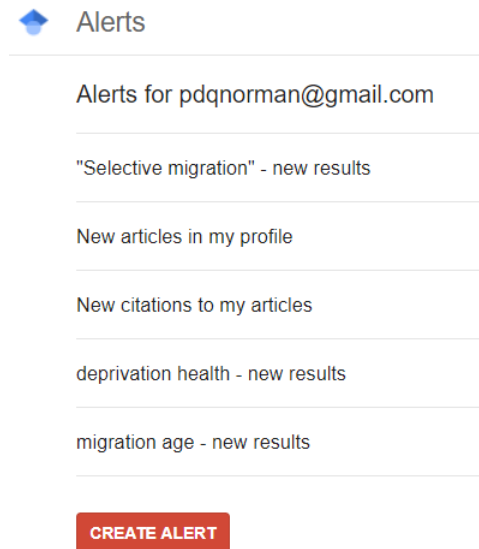 Alerts
Alerts for pdqnorman@gmail.com
"Selective migration" - new results
New articles in my profile
New citations to my articles
deprivation health - new results
migration age - new results
CREATE ALERT